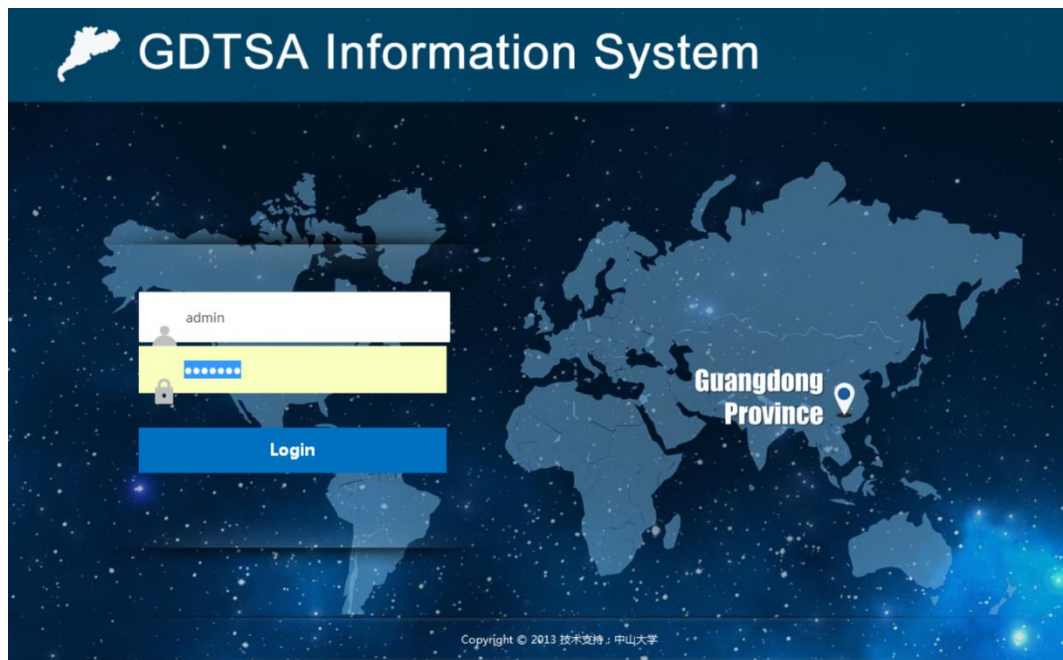 GDTSA Information System
admin
•••••••
Login
Guangdong
Province
Copyright © 2013 技术支持：中山大学